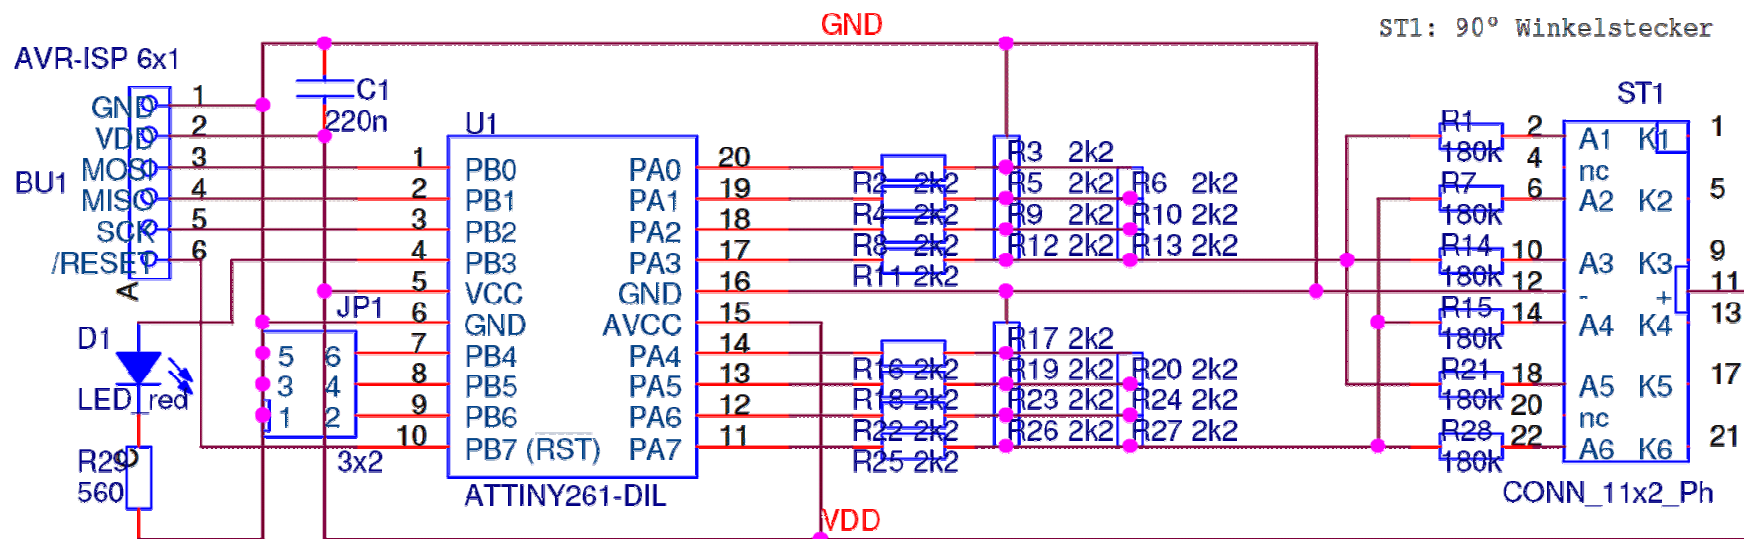 GND
ST1: 90° Winkelstecker
AVR-ISP 6x1
GND 1
VDD 2
MOSI 3
MISO 4
SCK 5
/RESET 6
BU1
A
C1
220n
U1
1 PB0 PA0 20
2 PB1 PA1 19
3 PB2 PA2 18
4 PB3 PA3 17
5 VCC GND 16
6 GND AVCC 15
7 PB4 PA4 14
8 PB5 PA5 13
9 PB6 PA6 12
10 PB7 (RST) PA7 11
ATTINY261-DIL
JP1
5 6
3 4
1 2
3x2
D1
LED_red
R29
560
R3 2k2
R2 2k2 R5 2k2 R6 2k2
R4 2k2 R9 2k2 R10 2k2
R8 2k2 R12 2k2 R13 2k2
R11 2k2
R17 2k2
R16 2k2 R19 2k2 R20 2k2
R18 2k2 R23 2k2 R24 2k2
R22 2k2 R26 2k2 R27 2k2
R25 2k2
VDD
ST1
R1
180k
R7
180k
R14
180k
R15
180k
R21
180k
R28
180k
2 A1 K1 1
4 nc
6 A2 K2 5
10 A3 K3 9
12 - + 11
14 A4 K4 13
18 A5 K5 17
20 nc
22 A6 K6 21
CONN_11x2_Ph